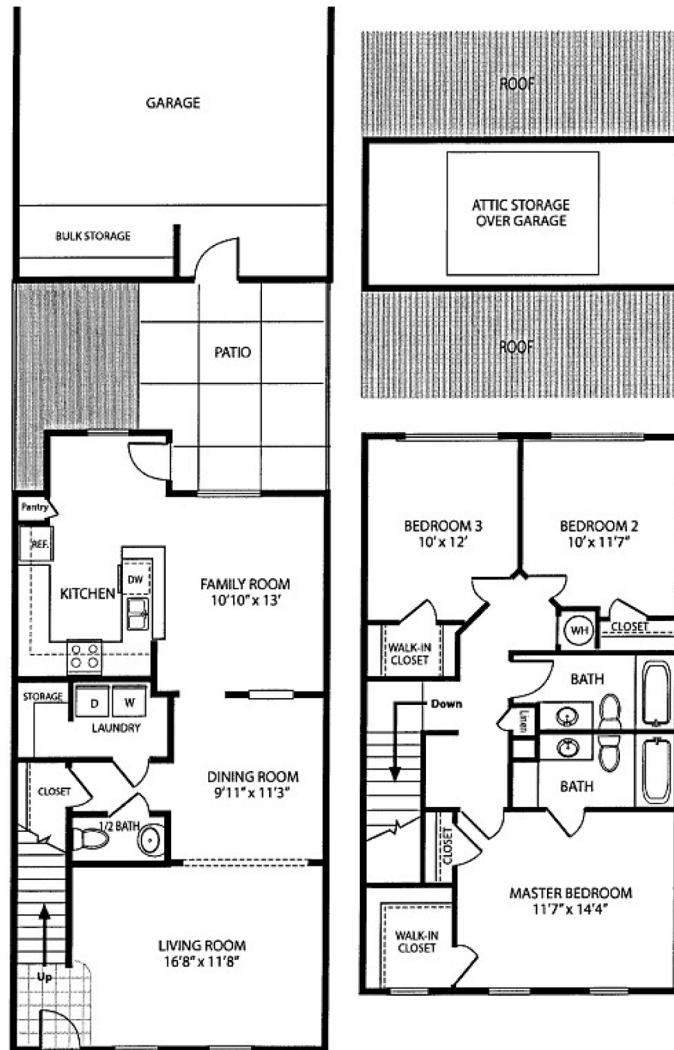 GARAGE
BULK STORAGE
PATIO
Pantry
REF.
KITCHEN
DW
FAMILY ROOM
10'10" x 13'
STORAGE
D
W
LAUNDRY
CLOSET
DINING ROOM
9'11" x 11'3"
1/2 BATH
LIVING ROOM
16'8" x 11'8"
Up
ROOF
ATTIC STORAGE
OVER GARAGE
ROOF
BEDROOM 3
10' x 12'
BEDROOM 2
10' x 11'7"
WH
CLOSET
WALK-IN
CLOSET
BATH
Down
Linen
BATH
CLOSET
MASTER BEDROOM
11'7" x 14'4"
WALK-IN
CLOSET